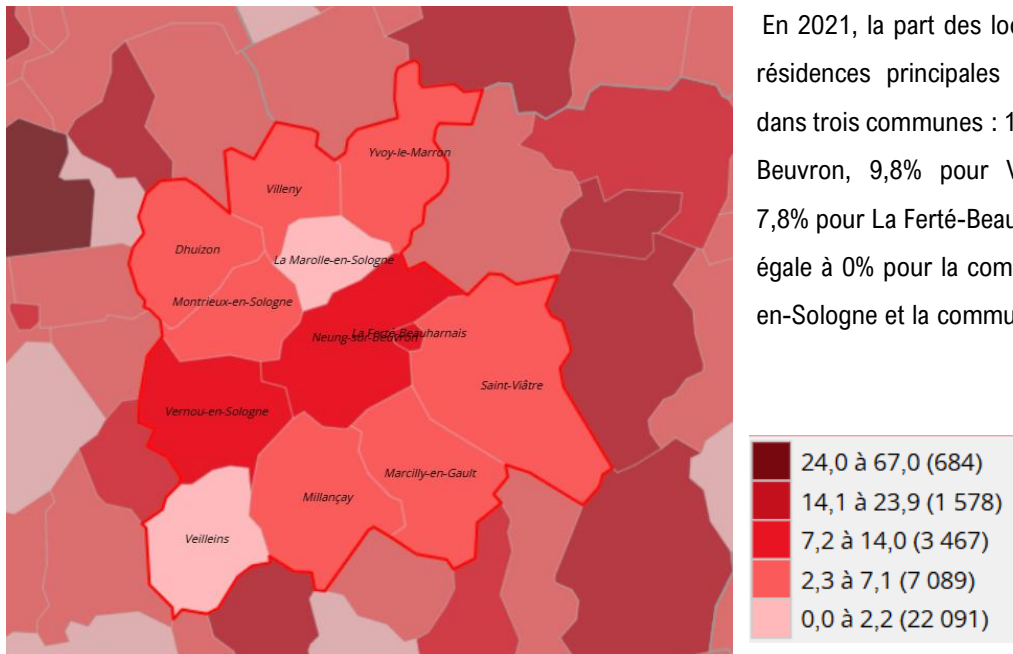 En 2021, la part des loc
résidences principales
dans trois communes : 1
Beuvron, 9,8% pour V
7,8% pour La Ferté-Beau
égale à 0% pour la com
en-Sologne et la commu
Yvoy-le-Marron
Villeny
Dhuizon
La Marolle-en-Sologne
Montrieux-en-Sologne
La Ferté-Beauharnais
Neung-sur-Beuvron
Saint-Viâtre
Vernou-en-Sologne
Marcilly-en-Gault
Millançay
Veilleins
24,0 à 67,0 (684)
14,1 à 23,9 (1 578)
7,2 à 14,0 (3 467)
2,3 à 7,1 (7 089)
0,0 à 2,2 (22 091)